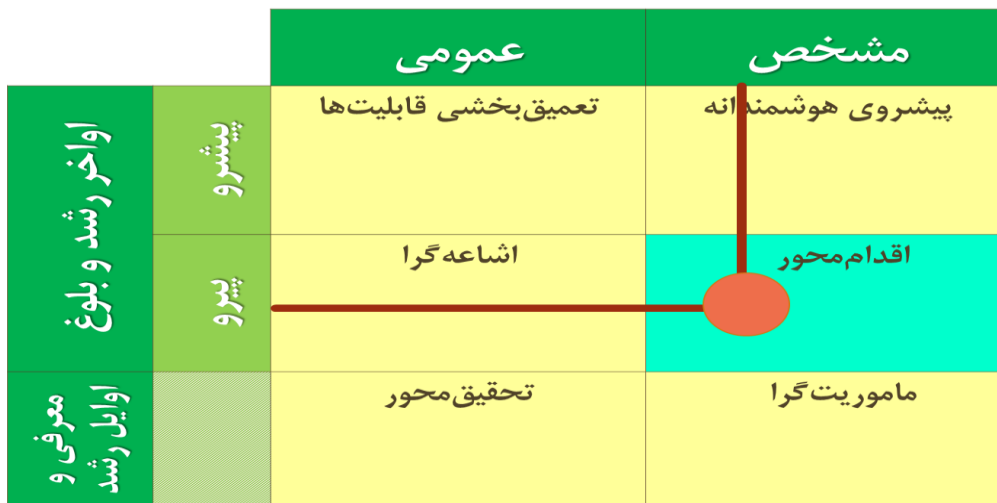 مشخص
عمومی
اواخر رشد و بلوغ
پیشرو
پیشروی هوشمندانه
تعمیق‌بخشی قابلیت‌ها
پیرو
اقدام‌محور
اشاعه‌گرا
معرفی و
اوایل رشد
ماموریت‌گرا
تحقیق‌محور